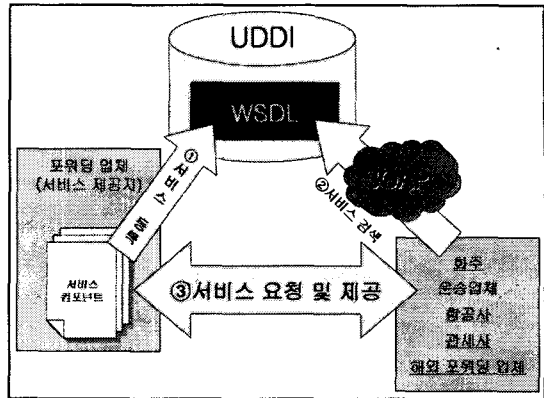 UDDI
WSDL
포워딩 업체
(서비스 제공자)
①서비스 등록
②서비스 검색
서비스
컴포넌트
③서비스 요청 및 제공
화주
운송업체
항공사
관세사
해외 포워딩 업체